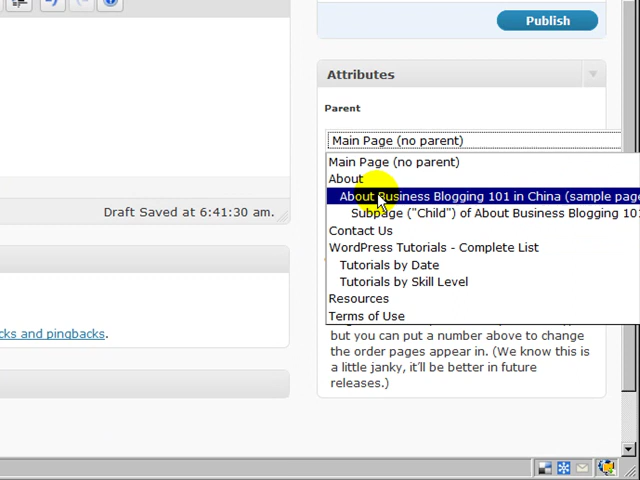 Publish
Attributes
Parent
Main Page (no parent)
Main Page (no parent)
About
About Business Blogging 101 in China (sample page
Subpage ("Child") of About Business Blogging 101
Contact Us
WordPress Tutorials - Complete List
Tutorials by Date
Tutorials by Skill Level
Resources
Terms of Use
but you can put a number above to change
the order pages appear in. (We know this is
a little janky, it'll be better in future
releases.)
Draft Saved at 6:41:30 am.
cks and pingbacks.